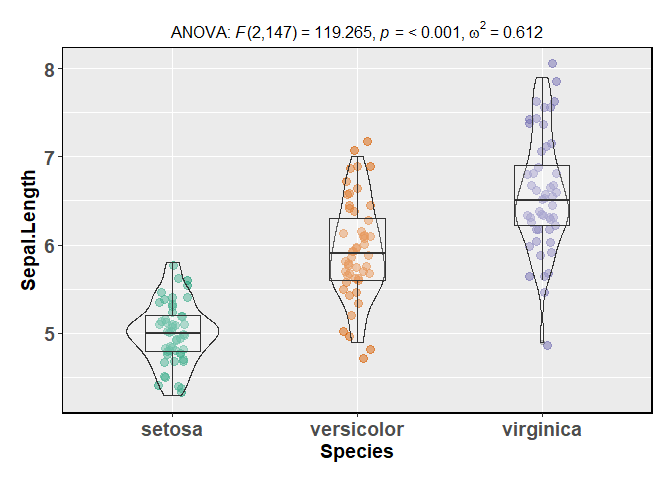 ANOVA: F(2,147) = 119.265, p = < 0.001, ω² = 0.612
8
7
6
5
Sepal.Length
setosa versicolor virginica
Species